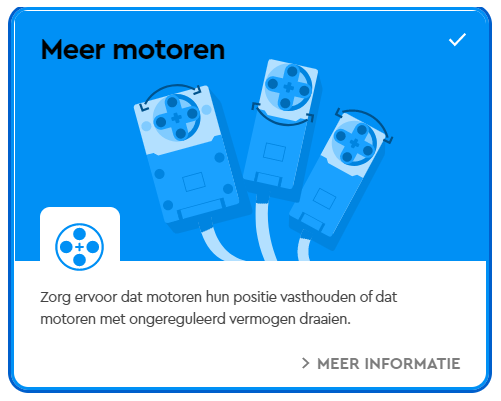 Meer motoren
Zorg ervoor dat motoren hun positie vasthouden of dat
motoren met ongereguleerd vermogen draaien.
> MEER INFORMATIE